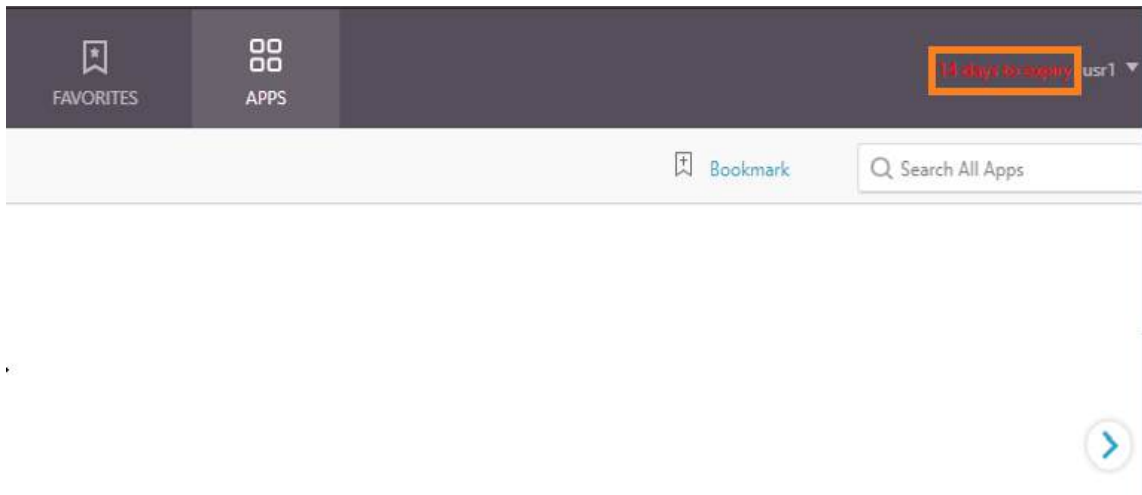 FAVORITES
APPS
14 days to expiry usr1
Bookmark
Search All Apps